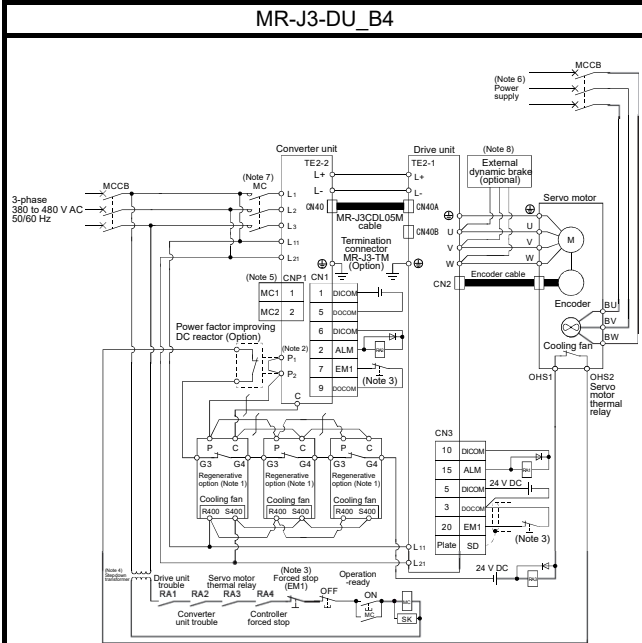 MR-J3-DU_B4
MCCB
(Note 6)
Power
supply
Converter unit
Drive unit
(Note 8)
External
dynamic brake
(optional)
TE2-2
TE2-1
L+
L+
L-
L-
CN40
CN40A
MR-J3CDL05M
cable
CN40B
Termination
connector
MR-J3-TM
(Option)
MCCB
(Note 7)
MC
3-phase
380 to 480 V AC
50/60 Hz
L1
L2
L3
L11
L21
Servo motor
U
U
V
V
W
W
M
CN2
Encoder cable
Encoder
BU
BV
BW
Cooling fan
OHS1
OHS2
Servo
motor
thermal
relay
(Note 5)
CNP1
CN1
MC1
1
MC2
2
1
DICOM
5
DOCOM
6
DICOM
2
ALM
7
EM1
9
DOCOM
(Note 3)
Power factor improving
DC reactor (Option)
(Note 2)
P1
P2
C
P C
P C
P C
G3 G4
G3 G4
G3 G4
Regenerative
option (Note 1)
Regenerative
option (Note 1)
Regenerative
option (Note 1)
Cooling fan
Cooling fan
Cooling fan
R400 S400
R400 S400
R400 S400
CN3
10
DICOM
15
ALM
RA1
5
DICOM
24 V DC
3
DOCOM
20
EM1
(Note 3)
Plate
SD
L11
L21
24 V DC
RA3
(Note 4)
Stepdown
transformer
Drive unit
trouble
RA1
RA2
Converter
unit trouble
Servo motor
thermal relay
RA3
RA4
Controller
forced stop
(Note 3)
Forced stop
(EM1)
OFF
Operation
-ready
ON
MC
MC
SK